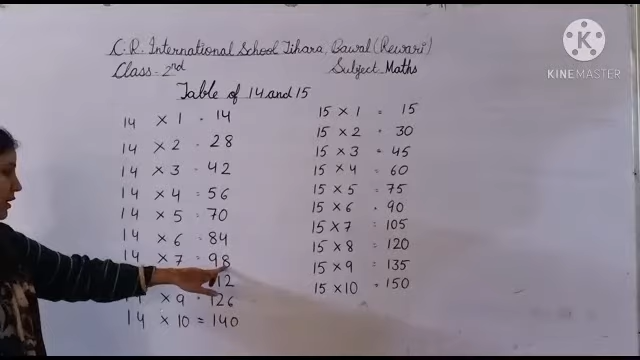 C.R. International School Tihara, Bawal (Rewari)
Class - 2nd
Subject - Maths
Table of 14 and 15
14 × 1 = 14
14 × 2 = 28
14 × 3 = 42
14 × 4 = 56
14 × 5 = 70
14 × 6 = 84
14 × 7 = 98
12
× 9 = 126
14 × 10 = 140
15 × 1 = 15
15 × 2 = 30
15 × 3 = 45
15 × 4 = 60
15 × 5 = 75
15 × 6 = 90
15 × 7 = 105
15 × 8 = 120
15 × 9 = 135
15 × 10 = 150
K
KINEMASTER